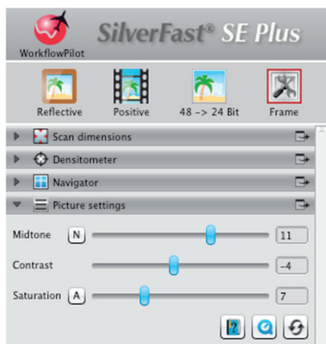 SilverFast® SE Plus
WorkflowPilot
Reflective Positive 48 -> 24 Bit Frame
Scan dimensions
Densitometer
Navigator
Picture settings
Midtone N 11
Contrast -4
Saturation A 7
?